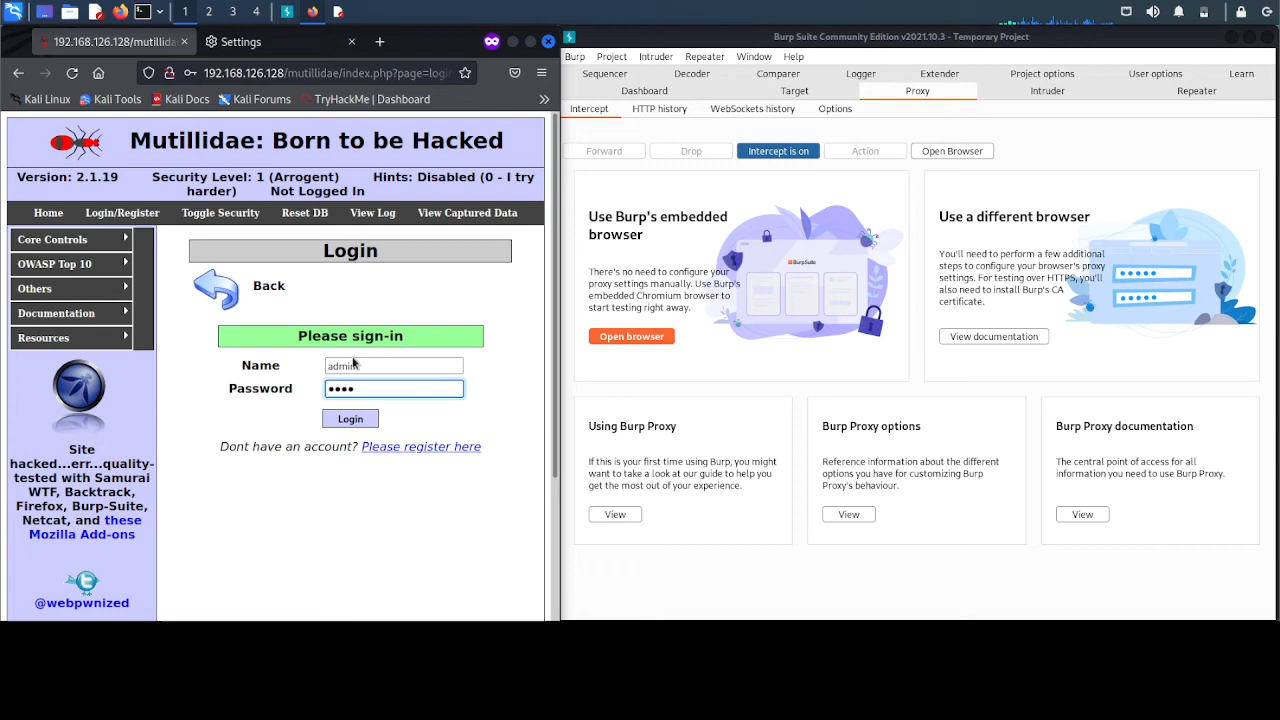 1 2 3 4
192.168.126.128/mutillida
Settings
192.168.126.128/mutillidae/index.php?page=logi
Kali Linux Kali Tools Kali Docs Kali Forums TryHackMe | Dashboard
Mutillidae: Born to be Hacked
Version: 2.1.19 Security Level: 1 (Arrogent) Hints: Disabled (0 - I try
harder) Not Logged In
Home Login/Register Toggle Security Reset DB View Log View Captured Data
Core Controls
OWASP Top 10
Others
Documentation
Resources
Site
hacked...err...quality-
tested with Samurai
WTF, Backtrack,
Firefox, Burp-Suite,
Netcat, and these
Mozilla Add-ons
@webpwnized
Login
Back
Please sign-in
Name admin
Password ••••
Login
Dont have an account? Please register here
Burp Suite Community Edition v2021.10.3 - Temporary Project
Burp Project Intruder Repeater Window Help
Sequencer Decoder Comparer Logger Extender Project options User options Learn
Dashboard Target Proxy Intruder Repeater
Intercept HTTP history WebSockets history Options
Forward Drop Intercept is on Action Open Browser
Use Burp's embedded
browser
There's no need to configure your
proxy settings manually. Use Burp's
embedded Chromium browser to
start testing right away.
Open browser
BurpSuite
Use a different browser
You'll need to perform a few additional
steps to configure your browser's proxy
settings. For testing over HTTPS, you'll
also need to install Burp's CA
certificate.
View documentation
Using Burp Proxy
If this is your first time using Burp, you might
want to take a look at our guide to help you
get the most out of your experience.
View
Burp Proxy options
Reference information about the different
options you have for customizing Burp
Proxy's behaviour.
View
Burp Proxy documentation
The central point of access for all
information you need to use Burp Proxy.
View